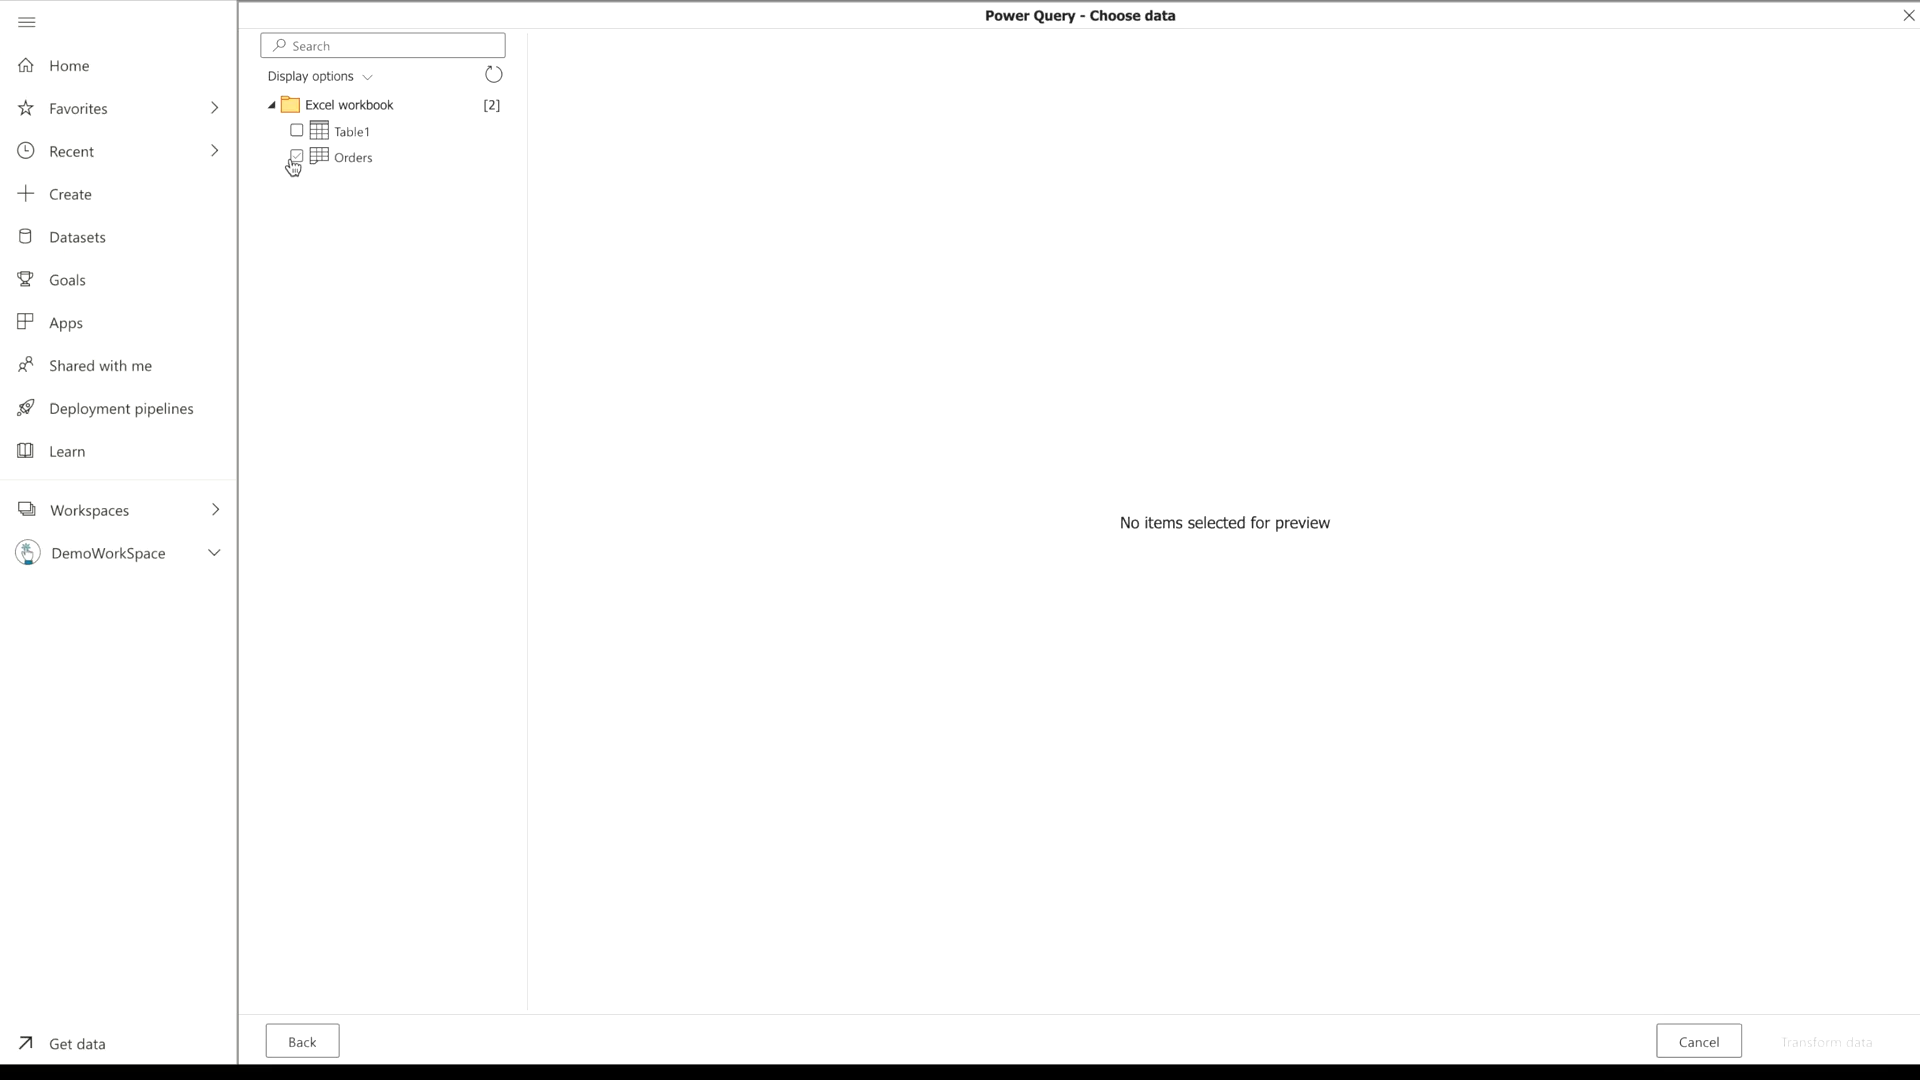 Power Query - Choose data
Home
Favorites
Recent
Create
Datasets
Goals
Apps
Shared with me
Deployment pipelines
Learn
Workspaces
DemoWorkSpace
Get data
Search
Display options
Excel workbook [2]
Table1
Orders
No items selected for preview
Back
Cancel
Transform data